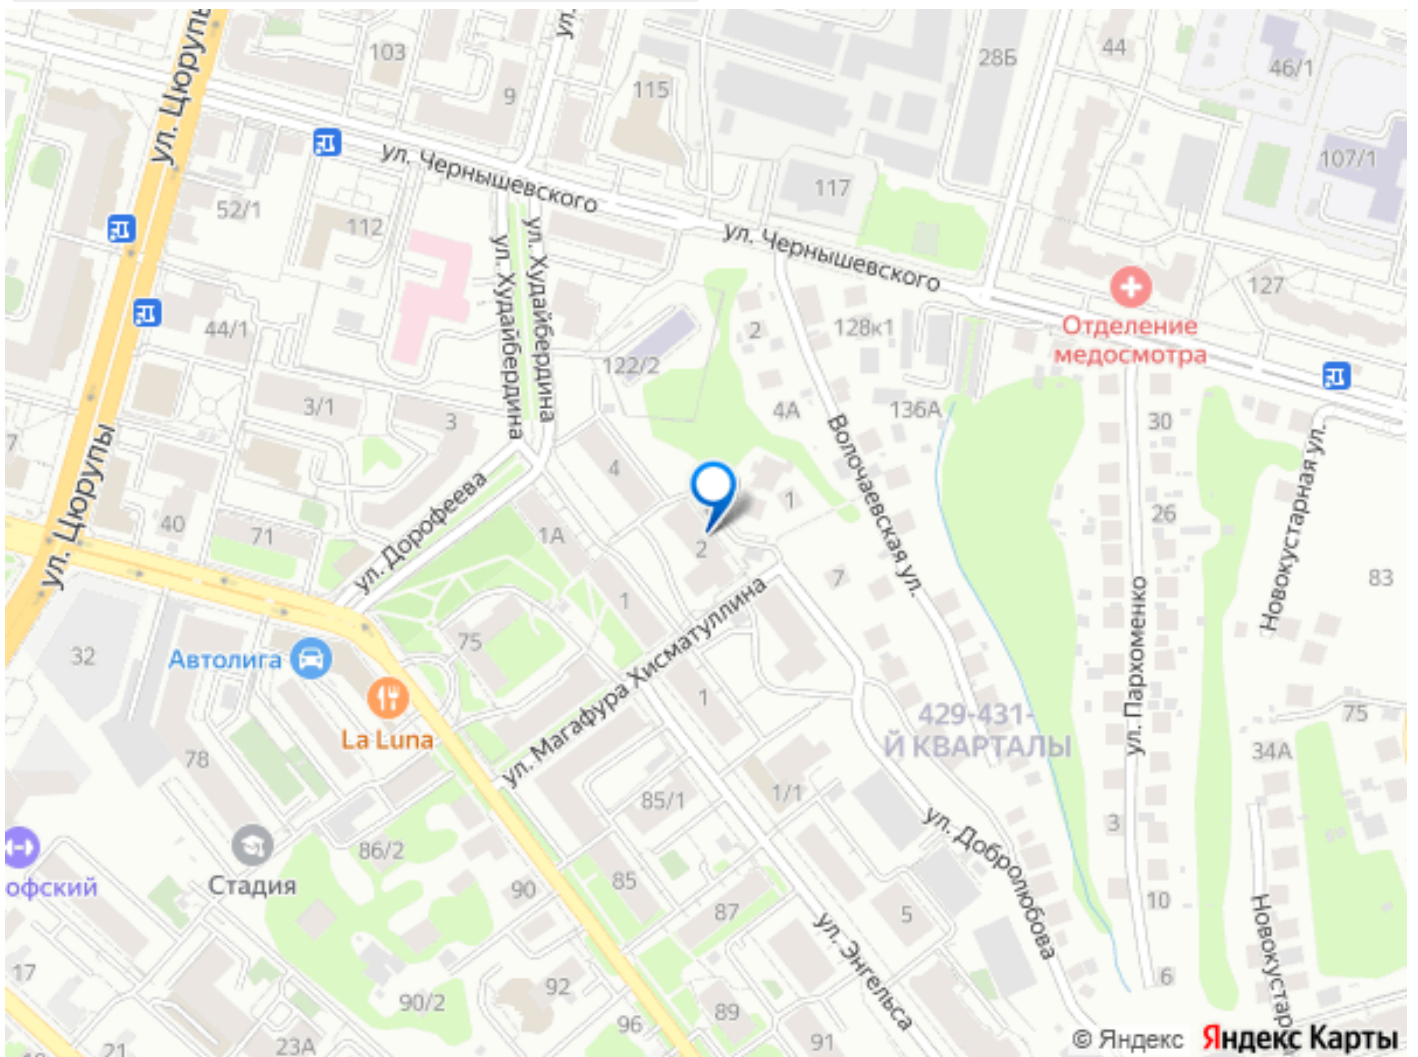 ул. Цюрупы
103
ул.
9
115
28Б
44
46/1
107/1
ул. Чернышевского
117
52/1
112
ул. Худайбердина
ул. Худайбердина
ул. Чернышевского
127
44/1
2
128к1
Отделение
медосмотра
122/2
3/1
3
4А
136А
30
Волочаевская ул.
Новокустарная ул.
7
ул. Цюрупы
4
1
40
71
ул. Дорофеева
1А
2
26
7
83
1
75
32
Автолига
ул. Магафура Хисматуллина
1
ул. Пархоменко
La Luna
429-431-
Й КВАРТАЛЫ
75
34А
78
85/1
1/1
ул. Добролюбова
3
86/2
Стадия
офский
90
85
87
5
10
ул. Энгельса
Новокустар
17
90/2
92
89
6
96
91
21
23А
© Яндекс Яндекс Карты